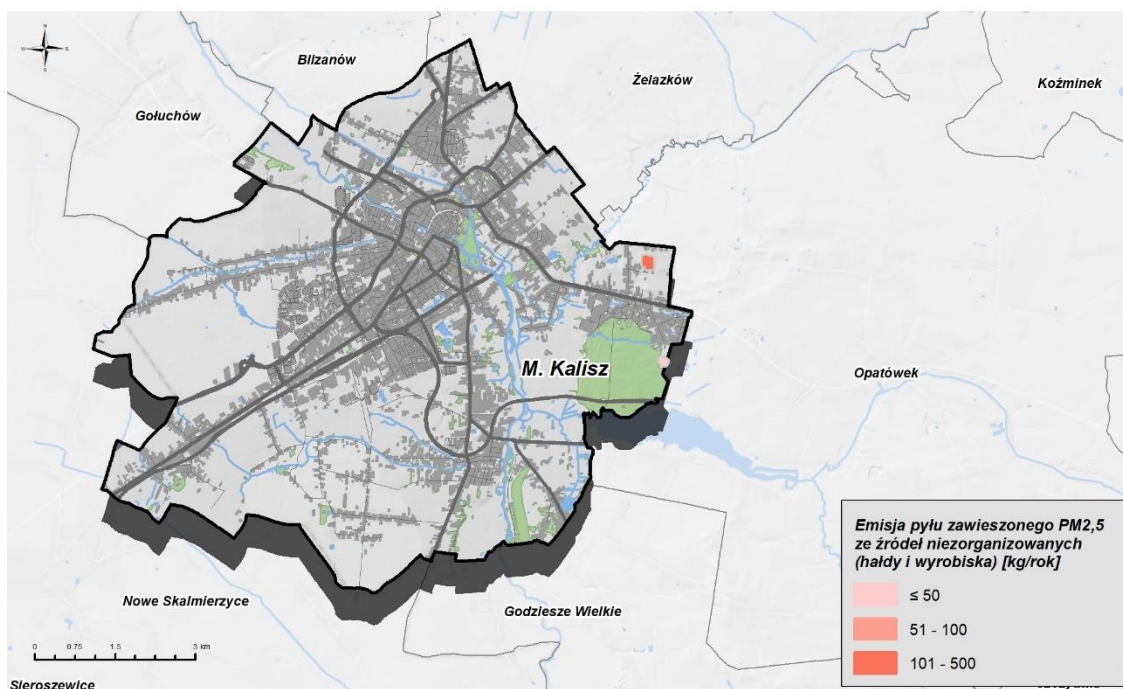 Blizanów
Żelazków
Koźminek
Gołuchów
M. Kalisz
Opatówek
Emisja pyłu zawieszonego PM2,5
ze źródeł niezorganizowanych
(hałdy i wyrobiska) [kg/rok]
≤ 50
51 - 100
101 - 500
Nowe Skalmierzyce
Godziesze Wielkie
0 0.75 1.5 3 km
Sieroszewice